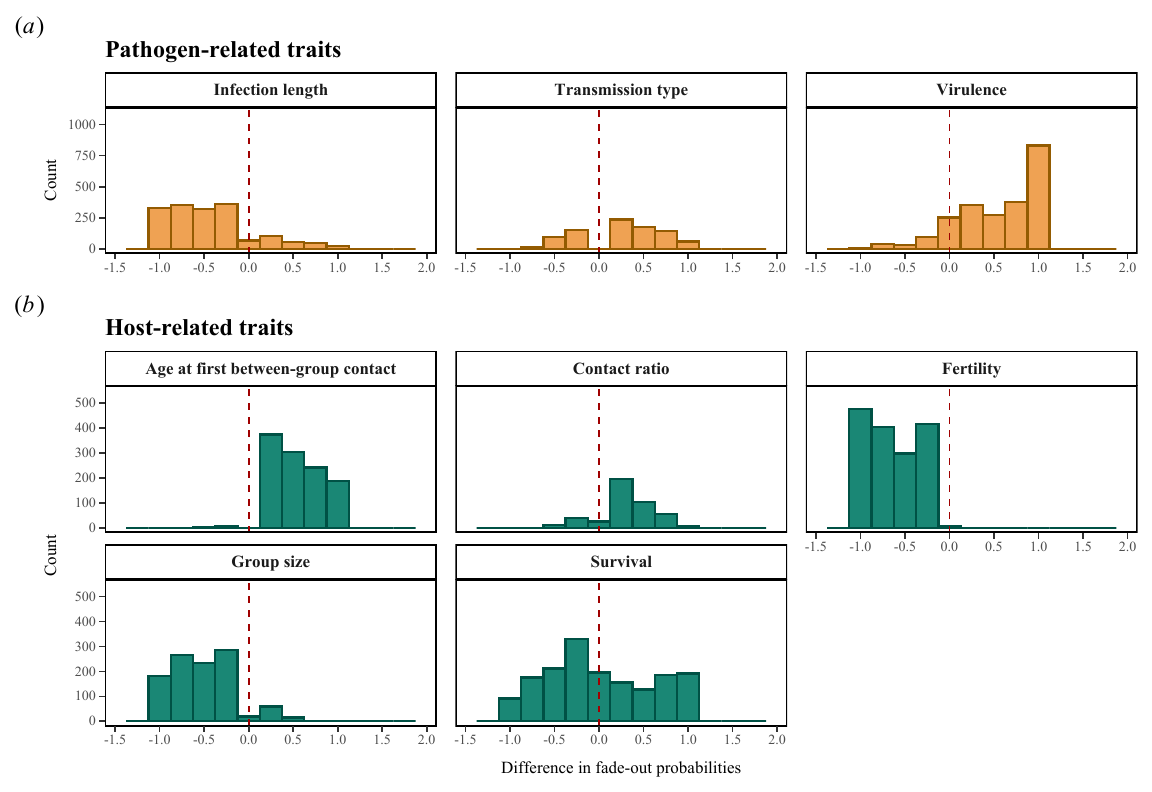 (a)
Pathogen-related traits
Infection length Transmission type Virulence
1000
750
500
250
0
Count
-1.5 -1.0 -0.5 0.0 0.5 1.0 1.5 2.0 -1.5 -1.0 -0.5 0.0 0.5 1.0 1.5 2.0 -1.5 -1.0 -0.5 0.0 0.5 1.0 1.5 2.0
(b)
Host-related traits
Age at first between-group contact Contact ratio Fertility
500
400
300
200
100
0
-1.5 -1.0 -0.5 0.0 0.5 1.0 1.5 2.0
Count
Group size Survival
500
400
300
200
100
0
-1.5 -1.0 -0.5 0.0 0.5 1.0 1.5 2.0 -1.5 -1.0 -0.5 0.0 0.5 1.0 1.5 2.0
Difference in fade-out probabilities